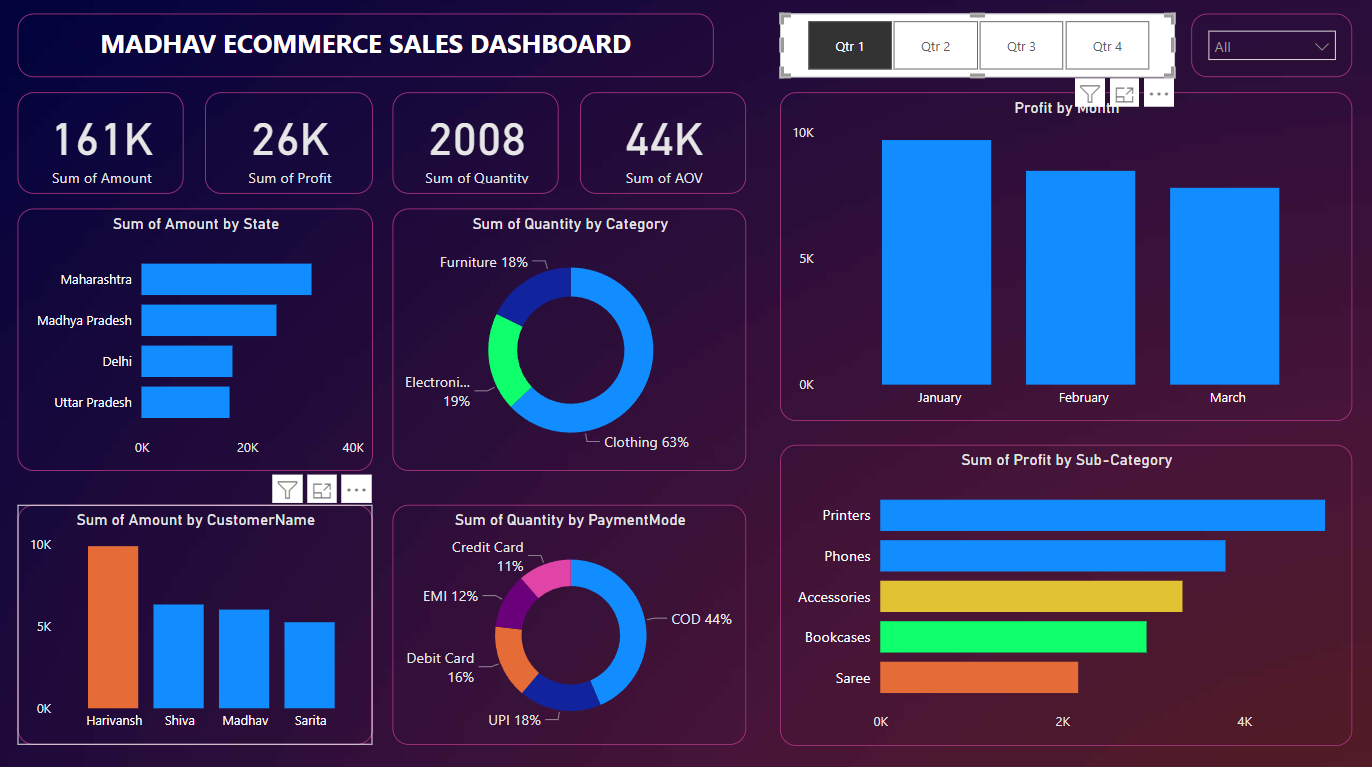 MADHAV ECOMMERCE SALES DASHBOARD
Qtr 1
Qtr 2
Qtr 3
Qtr 4
All
161K
Sum of Amount
26K
Sum of Profit
2008
Sum of Quantity
44K
Sum of AOV
Profit by Month
10K
5K
0K
January
February
March
Sum of Amount by State
Maharashtra
Madhya Pradesh
Delhi
Uttar Pradesh
0K
20K
40K
Sum of Quantity by Category
Furniture 18%
Electroni...
19%
Clothing 63%
Sum of Profit by Sub-Category
Printers
Phones
Accessories
Bookcases
Saree
0K
2K
4K
Sum of Amount by CustomerName
10K
5K
0K
Harivansh
Shiva
Madhav
Sarita
Sum of Quantity by PaymentMode
Credit Card
11%
EMI 12%
COD 44%
Debit Card
16%
UPI 18%